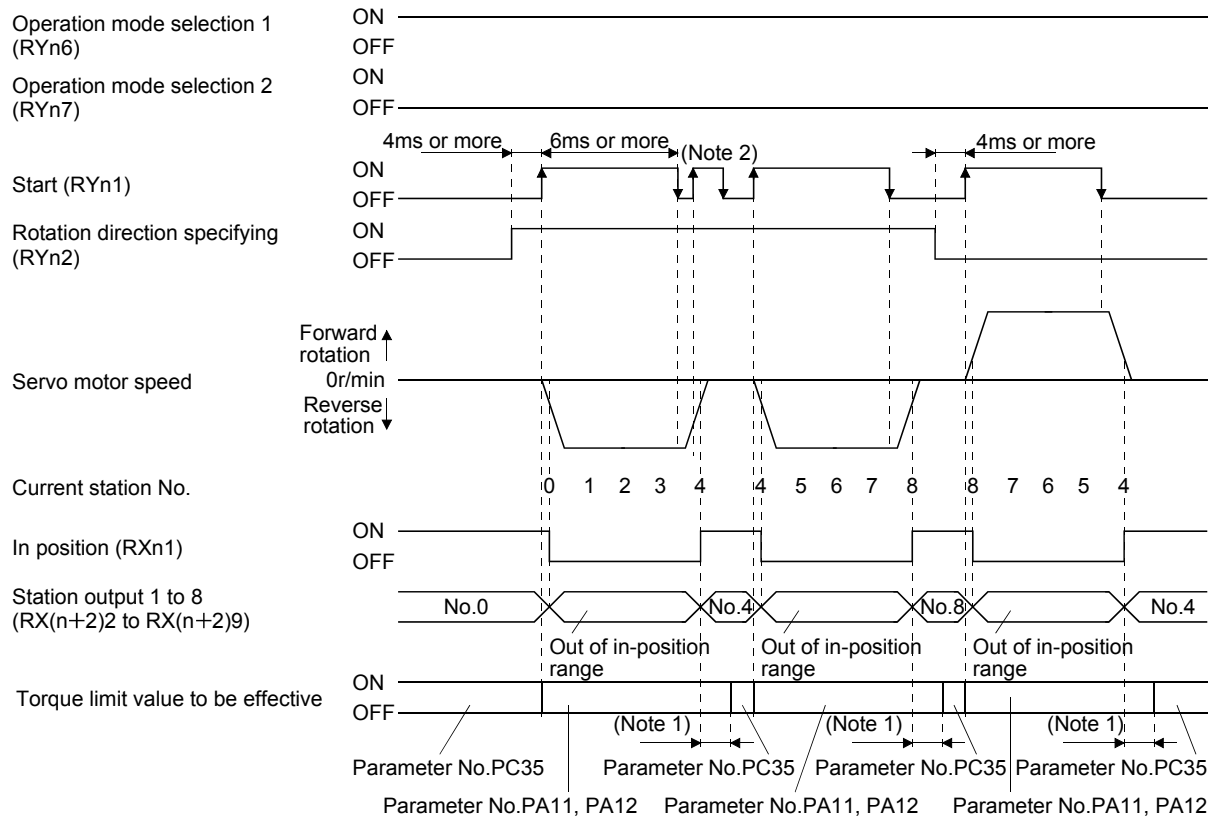 Operation mode selection 1
(RYn6)
ON
OFF
Operation mode selection 2
(RYn7)
ON
OFF
4ms or more
6ms or more
(Note 2)
4ms or more
Start (RYn1)
ON
OFF
Rotation direction specifying
(RYn2)
ON
OFF
Forward
rotation
Servo motor speed
0r/min
Reverse
rotation
Current station No.
0 1 2 3 4 4 5 6 7 8 8 7 6 5 4
In position (RXn1)
ON
OFF
Station output 1 to 8
(RX(n+2)2 to RX(n+2)9)
No.0
No.4
No.8
No.4
Out of in-position
range
Out of in-position
range
Out of in-position
range
Torque limit value to be effective
ON
OFF
(Note 1)
(Note 1)
(Note 1)
Parameter No.PC35
Parameter No.PC35
Parameter No.PC35
Parameter No.PC35
Parameter No.PA11, PA12
Parameter No.PA11, PA12
Parameter No.PA11, PA12